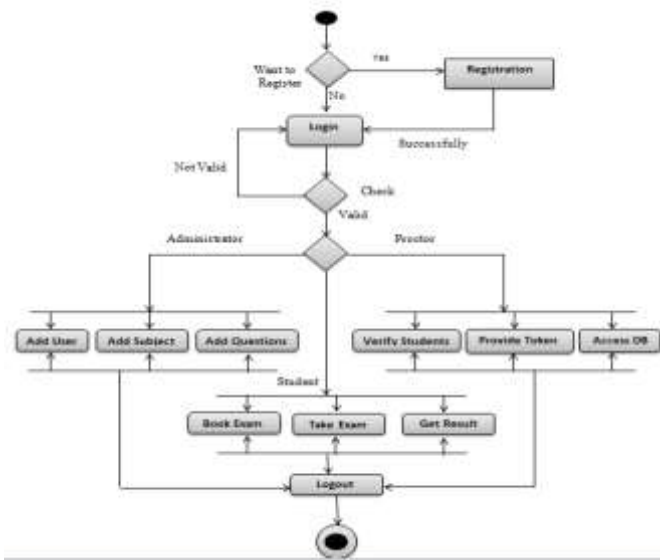 Yes
Want to
Register
Registration
No
Login
Successfully
Not Valid
Check
Valid
Administrator
Proctor
Add User
Add Subject
Add Questions
Verify Students
Provide Token
Access DB
Student
Book Exam
Take Exam
Get Result
Logout